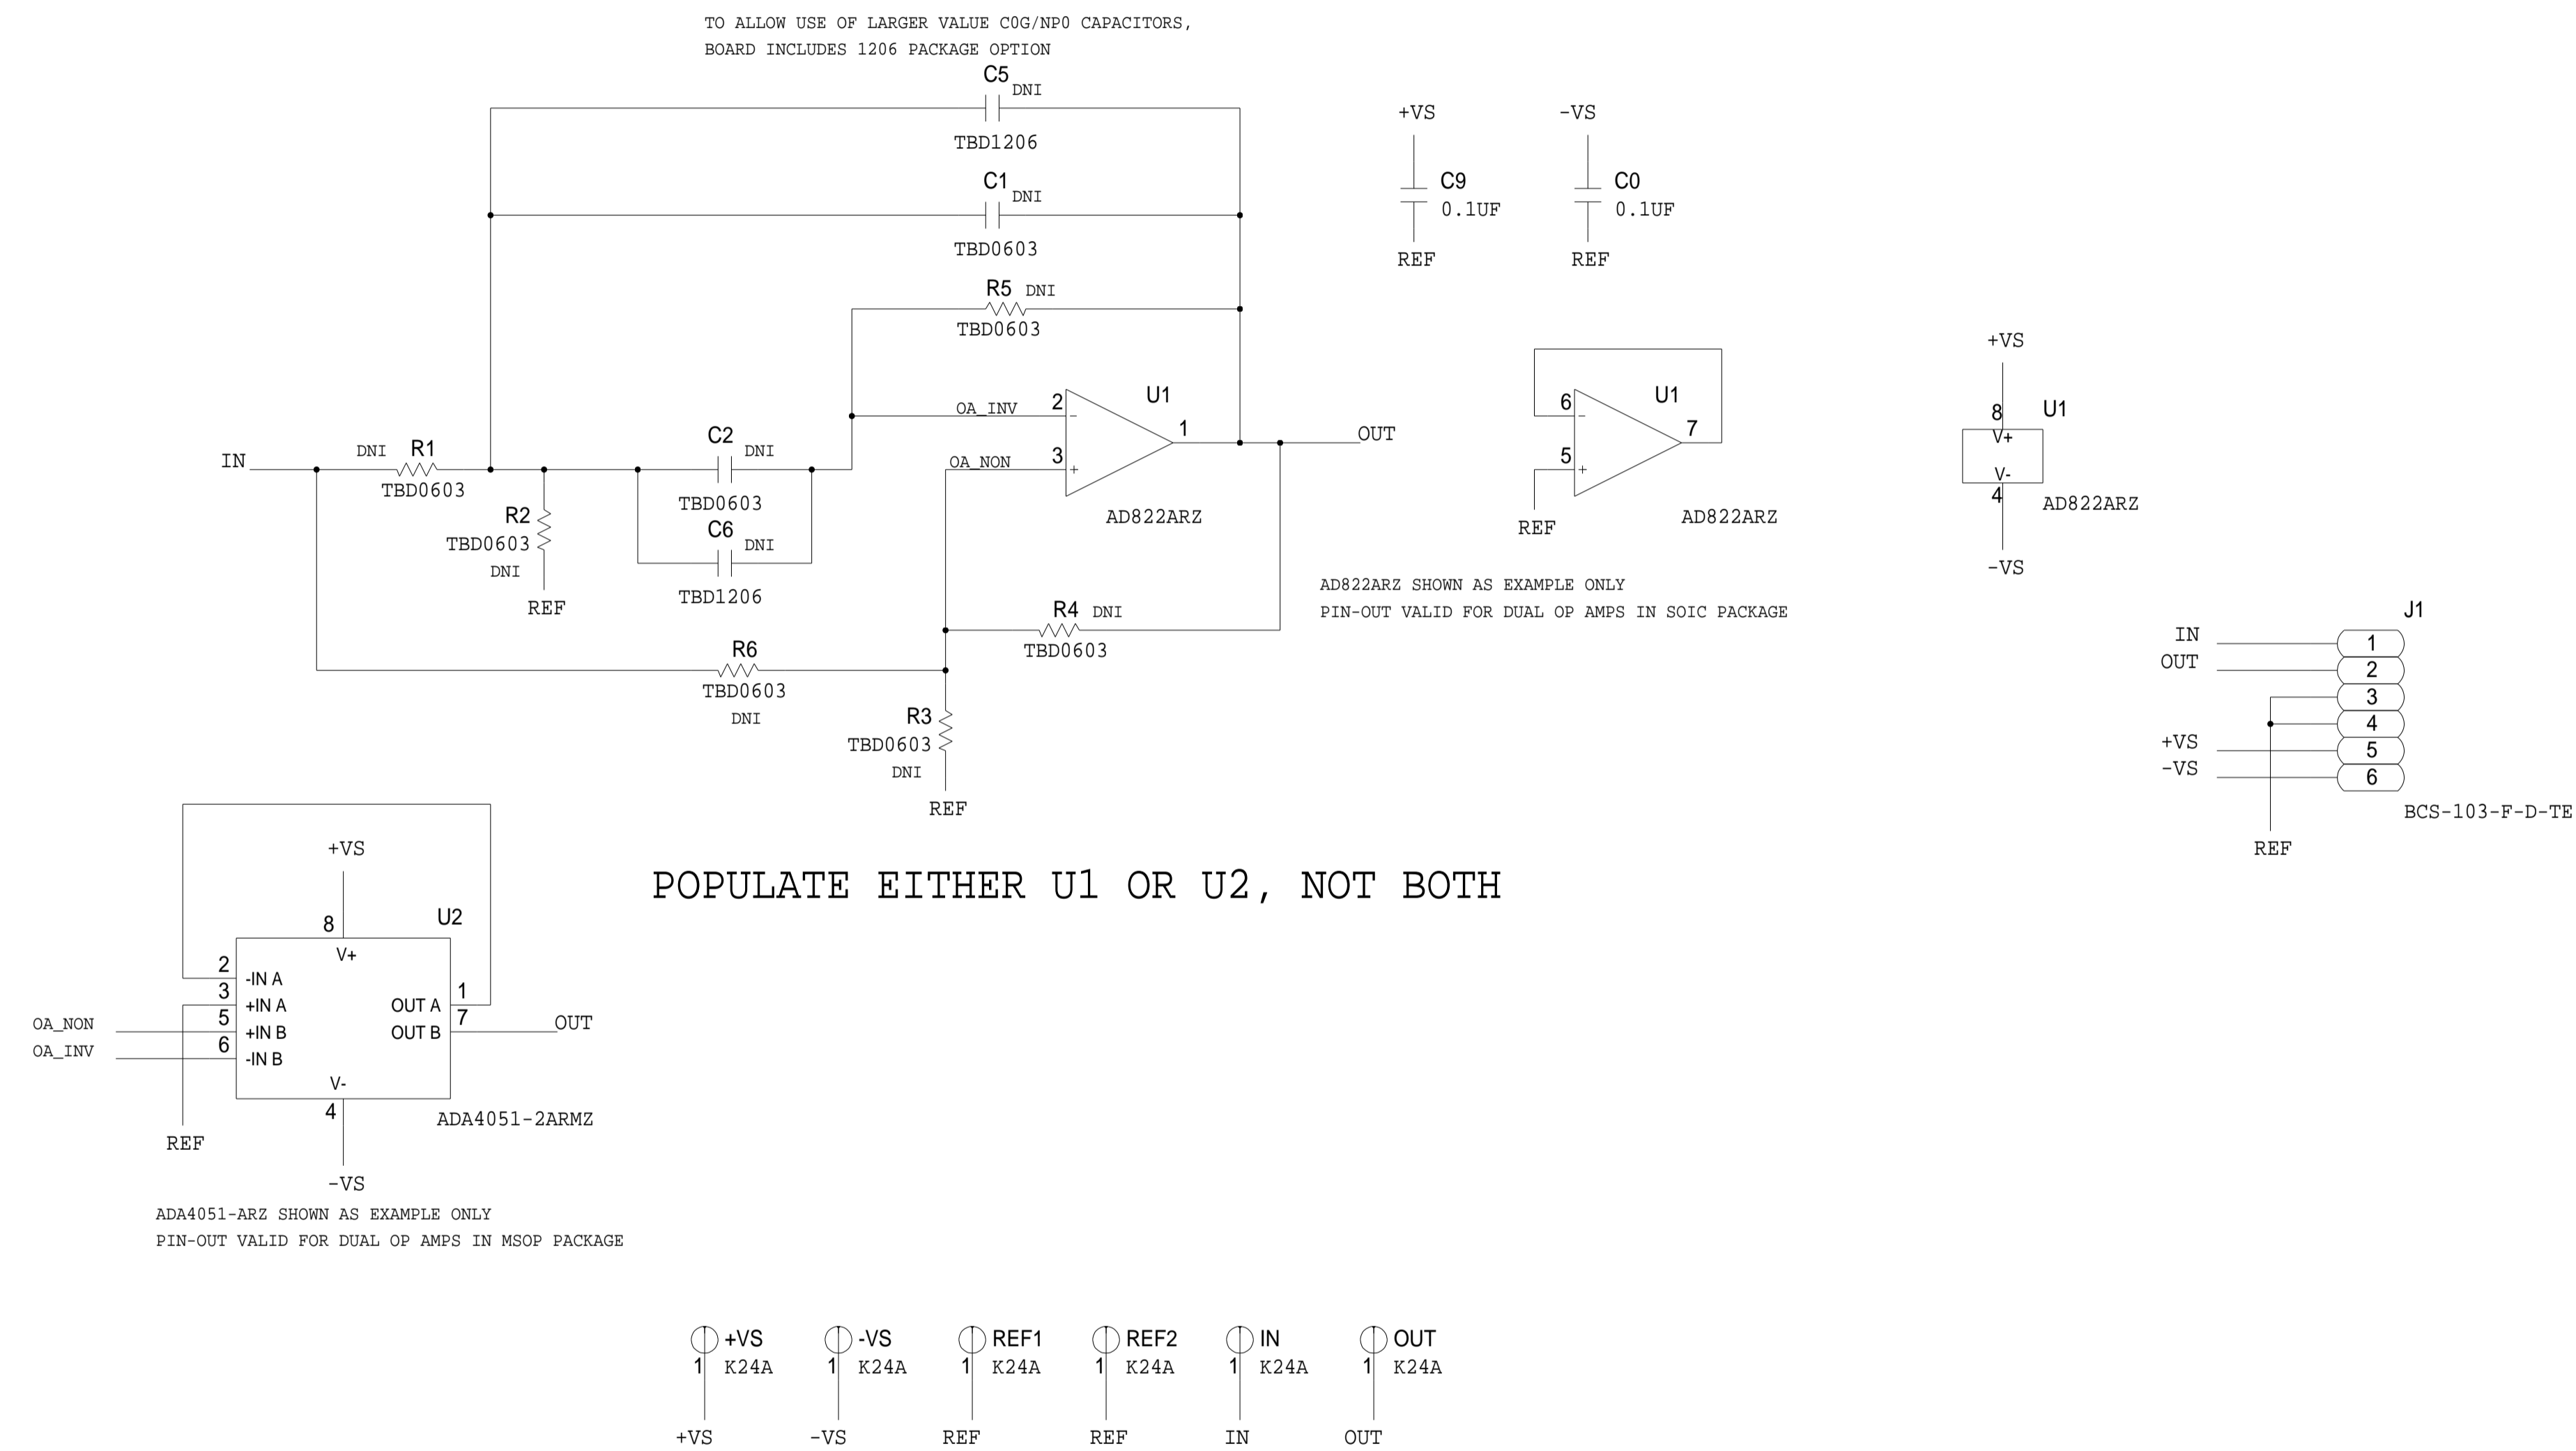 TO ALLOW USE OF LARGER VALUE C0G/NP0 CAPACITORS,
BOARD INCLUDES 1206 PACKAGE OPTION
C5
DNI
TBD1206
C1
DNI
TBD0603
R5 DNI
TBD0603
+VS
C9
0.1UF
REF
-VS
C0
0.1UF
REF
IN
DNI R1
TBD0603
R2
TBD0603
DNI
REF
C2
DNI
TBD0603
C6
DNI
TBD1206
OA_INV
OA_NON
2
3
-
+
U1
1
AD822ARZ
OUT
R4 DNI
TBD0603
R6
TBD0603
DNI
R3
TBD0603
DNI
REF
6
5
-
+
U1
7
REF
AD822ARZ
AD822ARZ SHOWN AS EXAMPLE ONLY
PIN-OUT VALID FOR DUAL OP AMPS IN SOIC PACKAGE
+VS
8
U1
V+
V-
4
AD822ARZ
-VS
J1
IN 1
OUT 2
3
4
+VS 5
-VS 6
BCS-103-F-D-TE
REF
POPULATE EITHER U1 OR U2, NOT BOTH
+VS
8
U2
V+
2 -IN A
3 +IN A
OUT A 1
OA_NON 5 +IN B
OUT B 7 OUT
OA_INV 6 -IN B
V-
4
REF
ADA4051-2ARMZ
-VS
ADA4051-ARZ SHOWN AS EXAMPLE ONLY
PIN-OUT VALID FOR DUAL OP AMPS IN MSOP PACKAGE
+VS
1 K24A
+VS
-VS
1 K24A
-VS
REF1
1 K24A
REF
REF2
1 K24A
REF
IN
1 K24A
IN
OUT
1 K24A
OUT